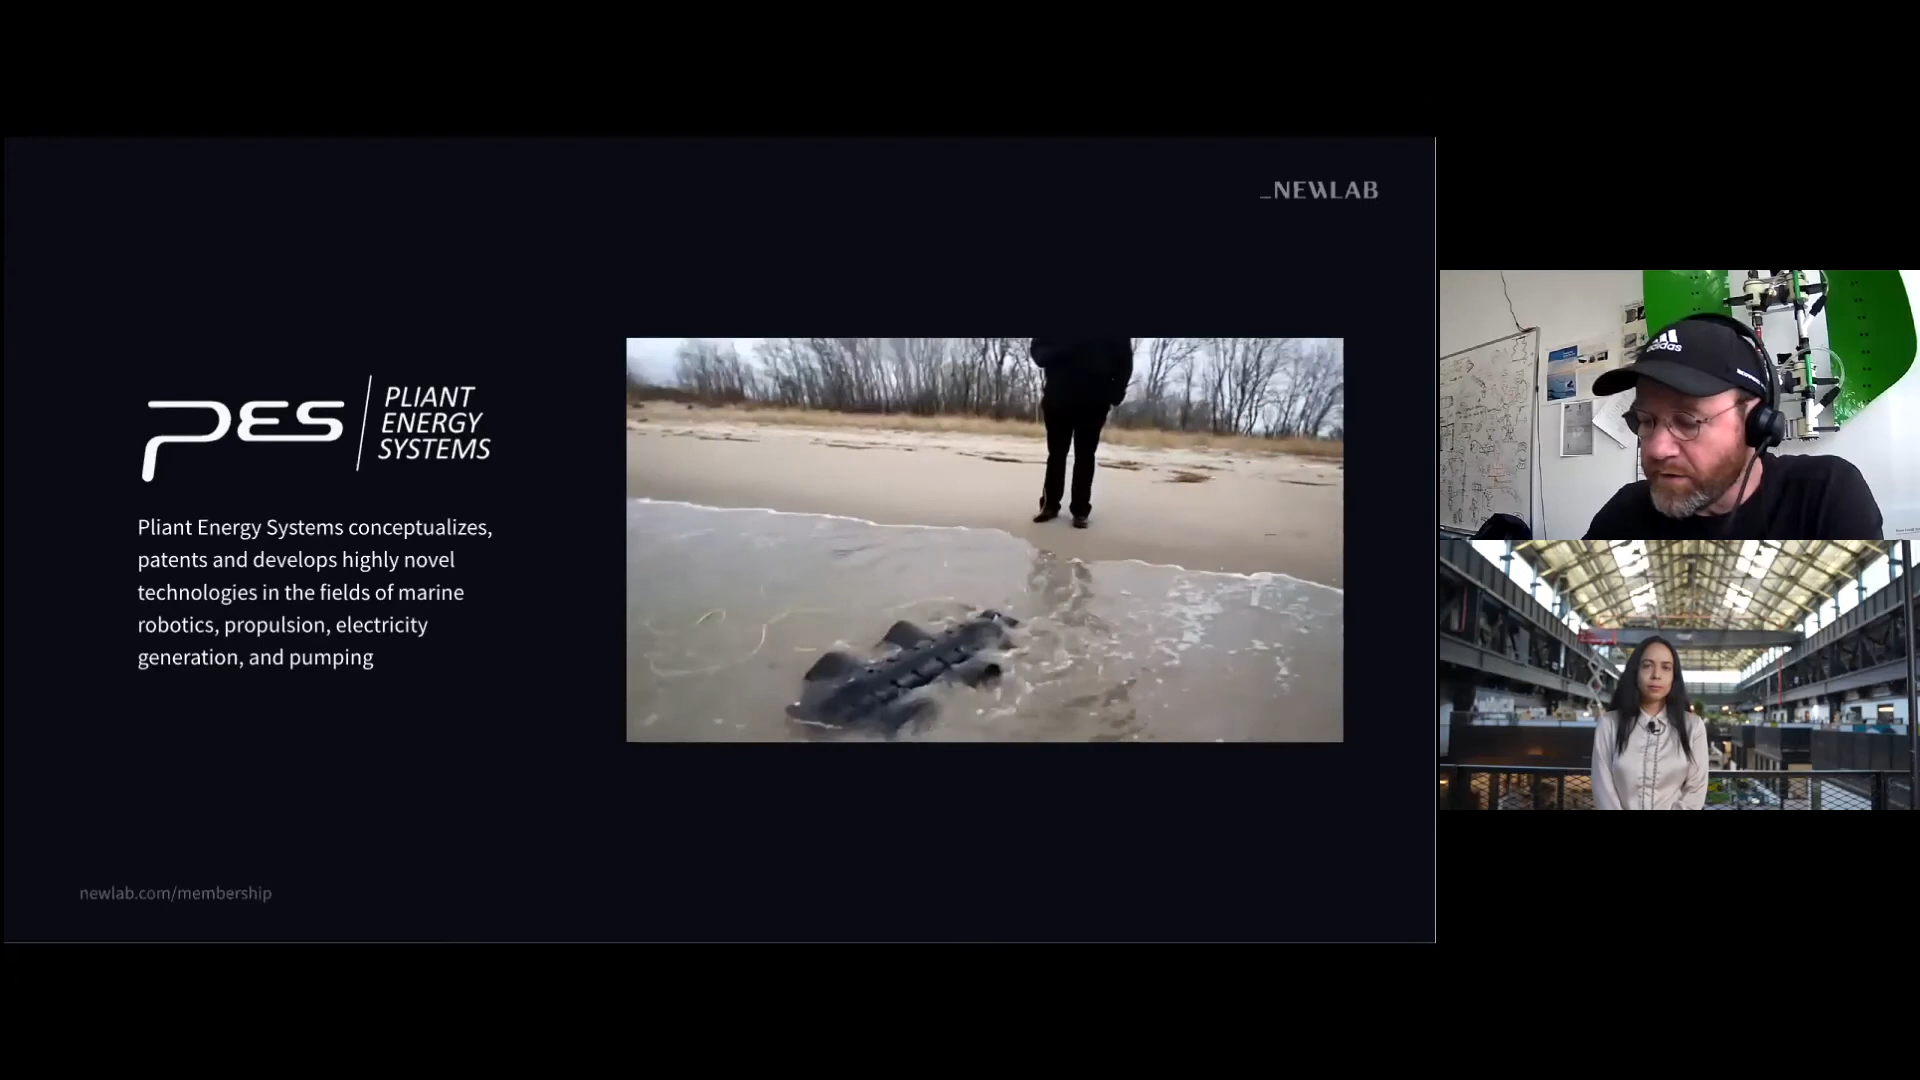 _NEWLAB
PES
PLIANT
ENERGY
SYSTEMS
Pliant Energy Systems conceptualizes,
patents and develops highly novel
technologies in the fields of marine
robotics, propulsion, electricity
generation, and pumping
newlab.com/membership
adidas